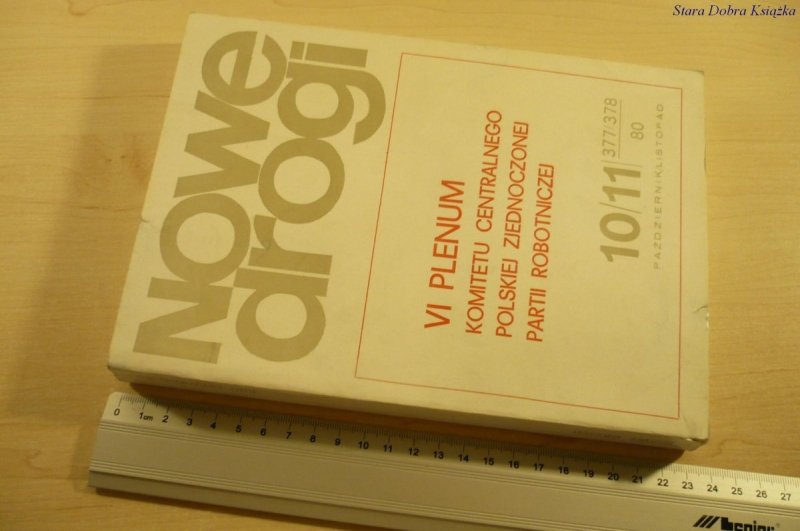 Stara Dobra Książka
Nowe
drogi
VI PLENUM
KOMITETU CENTRALNEGO
POLSKIEJ ZJEDNOCZONEJ
PARTII ROBOTNICZEJ
10/11 377/378
80
PAŹDZIERNIK/LISTOPAD
0 1cm 2 3 4 5 6 7 8 9 10 11 12 13 14 15 16 17 18 19 20 21 22 23 24 25 26 27